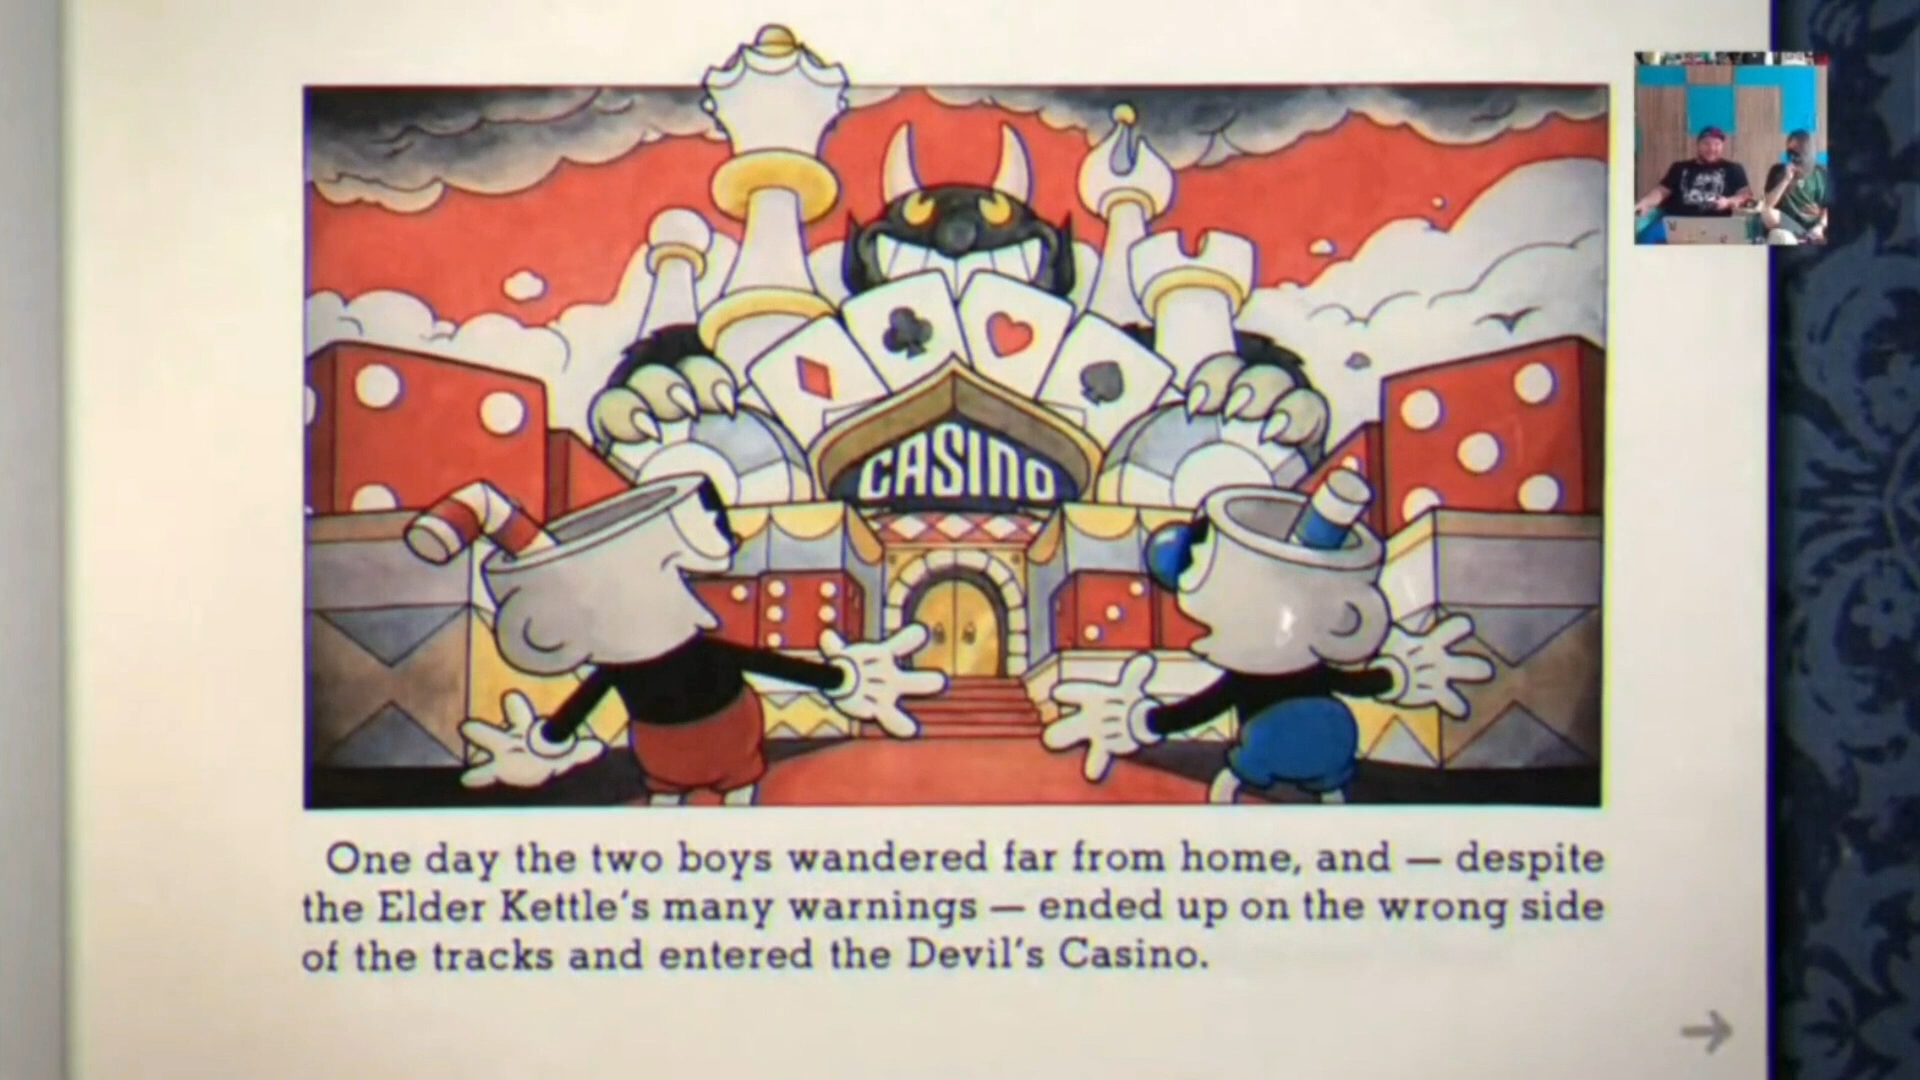 CASINO
One day the two boys wandered far from home, and — despite
the Elder Kettle's many warnings — ended up on the wrong side
of the tracks and entered the Devil's Casino.